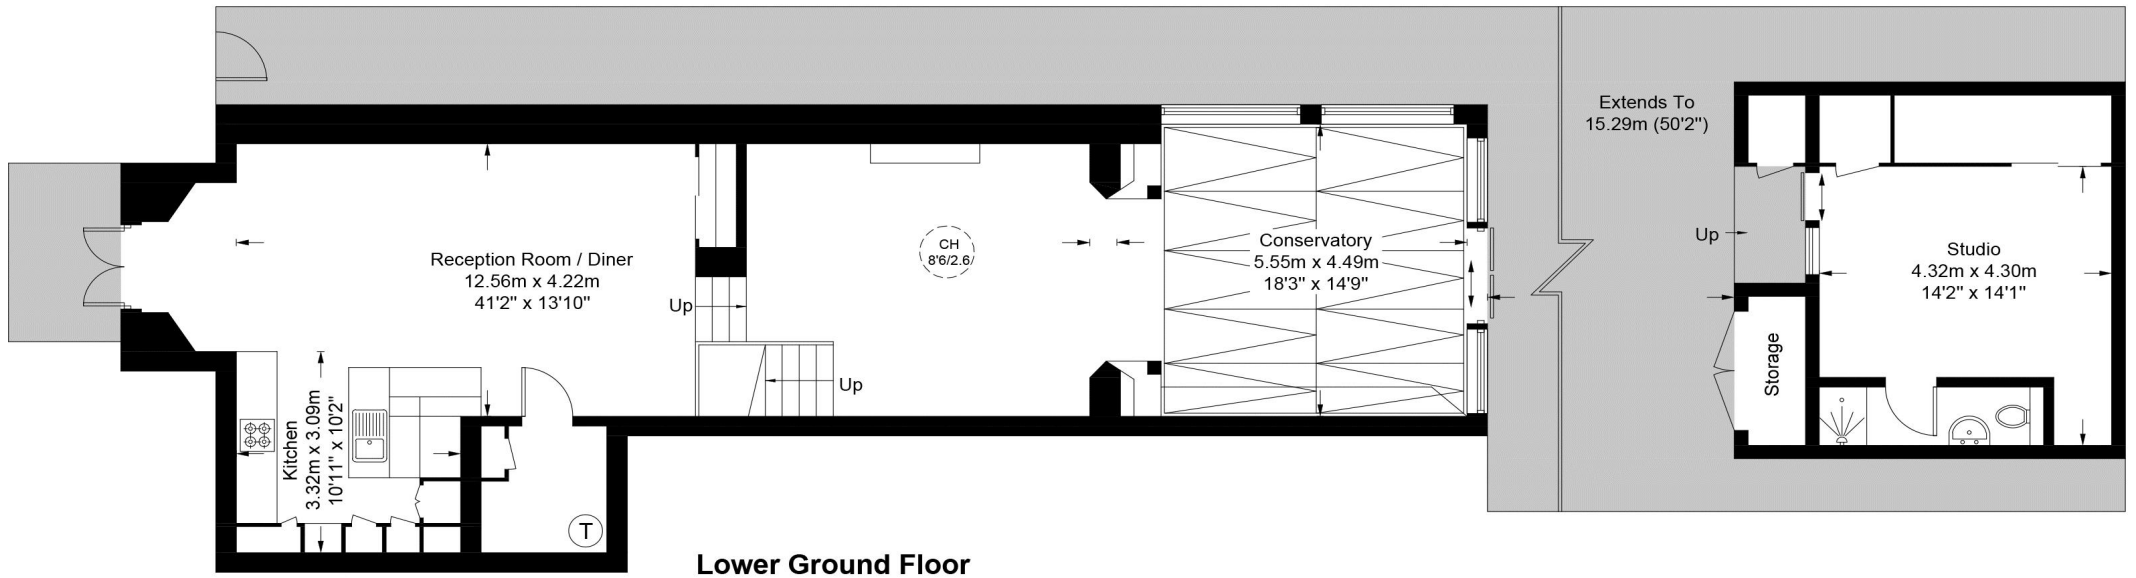 Extends To
15.29m (50'2")
Reception Room / Diner
12.56m x 4.22m
41'2" x 13'10"
Up
CH
8'6/2.6
Conservatory
5.55m x 4.49m
18'3" x 14'9"
Up
Studio
4.32m x 4.30m
14'2" x 14'1"
Up
Storage
Kitchen
3.32m x 3.09m
10'11" x 10'2"
T
Lower Ground Floor